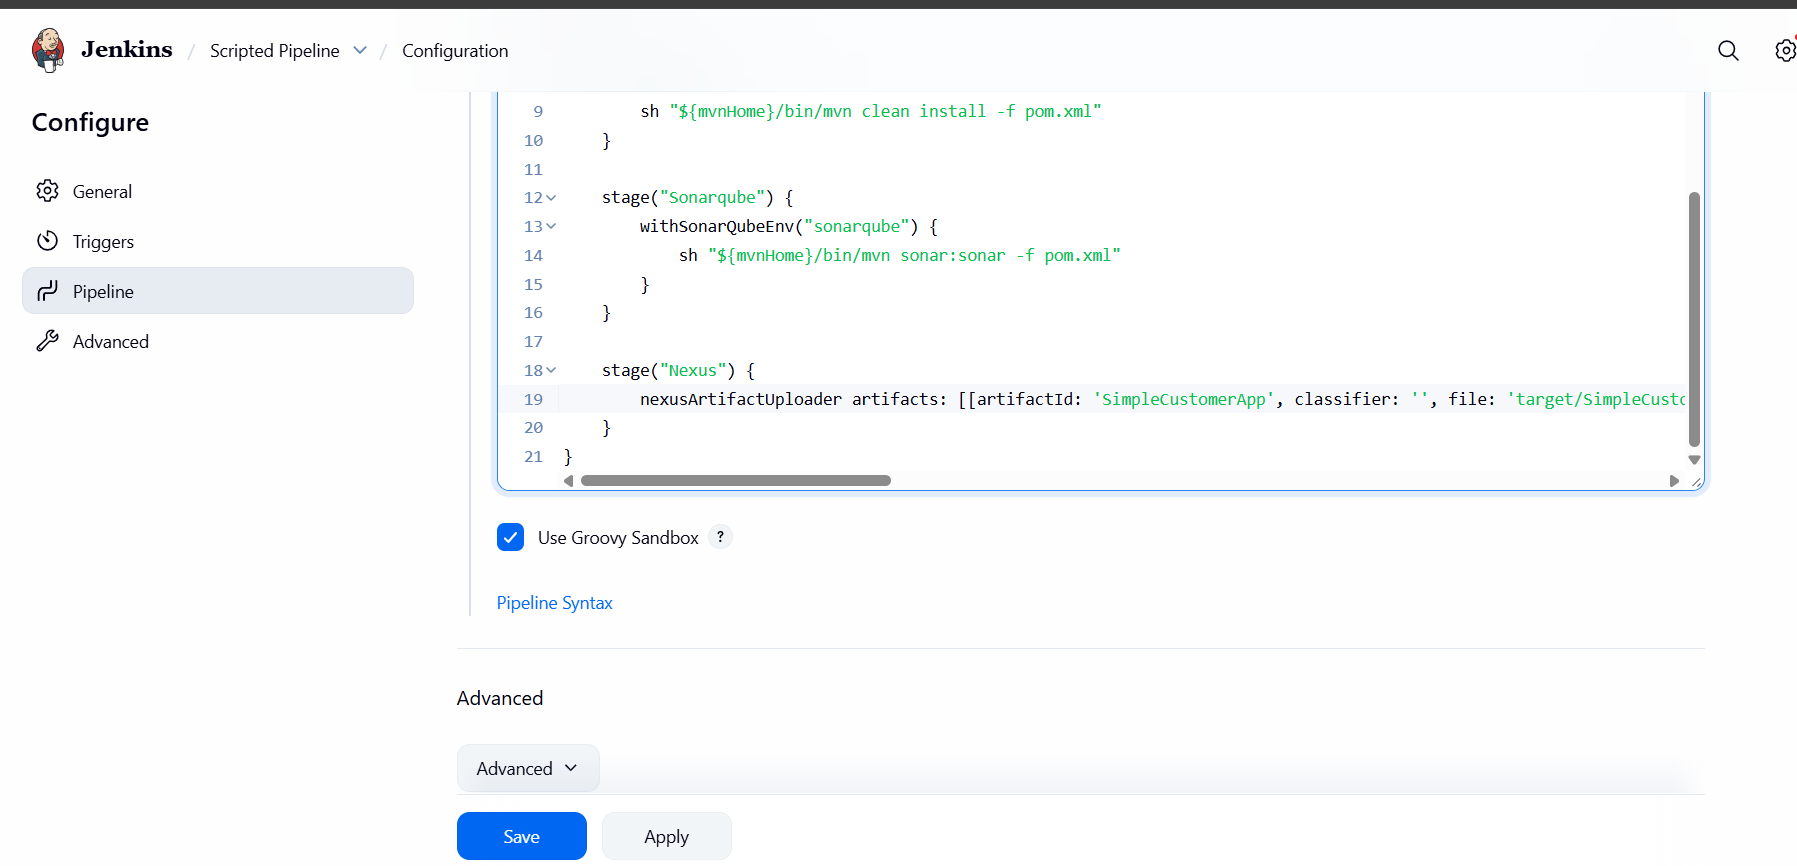 Jenkins / Scripted Pipeline / Configuration
Configure
General
Triggers
Pipeline
Advanced
9 sh "${mvnHome}/bin/mvn clean install -f pom.xml"
10 }
11
12 stage("Sonarqube") {
13 withSonarQubeEnv("sonarqube") {
14 sh "${mvnHome}/bin/mvn sonar:sonar -f pom.xml"
15 }
16 }
17
18 stage("Nexus") {
19 nexusArtifactUploader artifacts: [[artifactId: 'SimpleCustomerApp', classifier: '', file: 'target/SimpleCusto
20 }
21 }
Use Groovy Sandbox ?
Pipeline Syntax
Advanced
Advanced
Save Apply